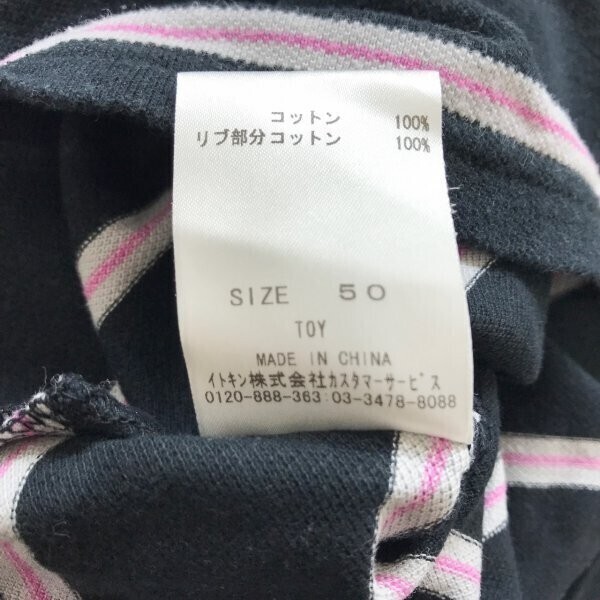 コットン 100%
リブ部分コットン 100%
SIZE 50
TOY
MADE IN CHINA
イトキン株式会社カスタマーサービス
0120-888-363:03-3478-8088